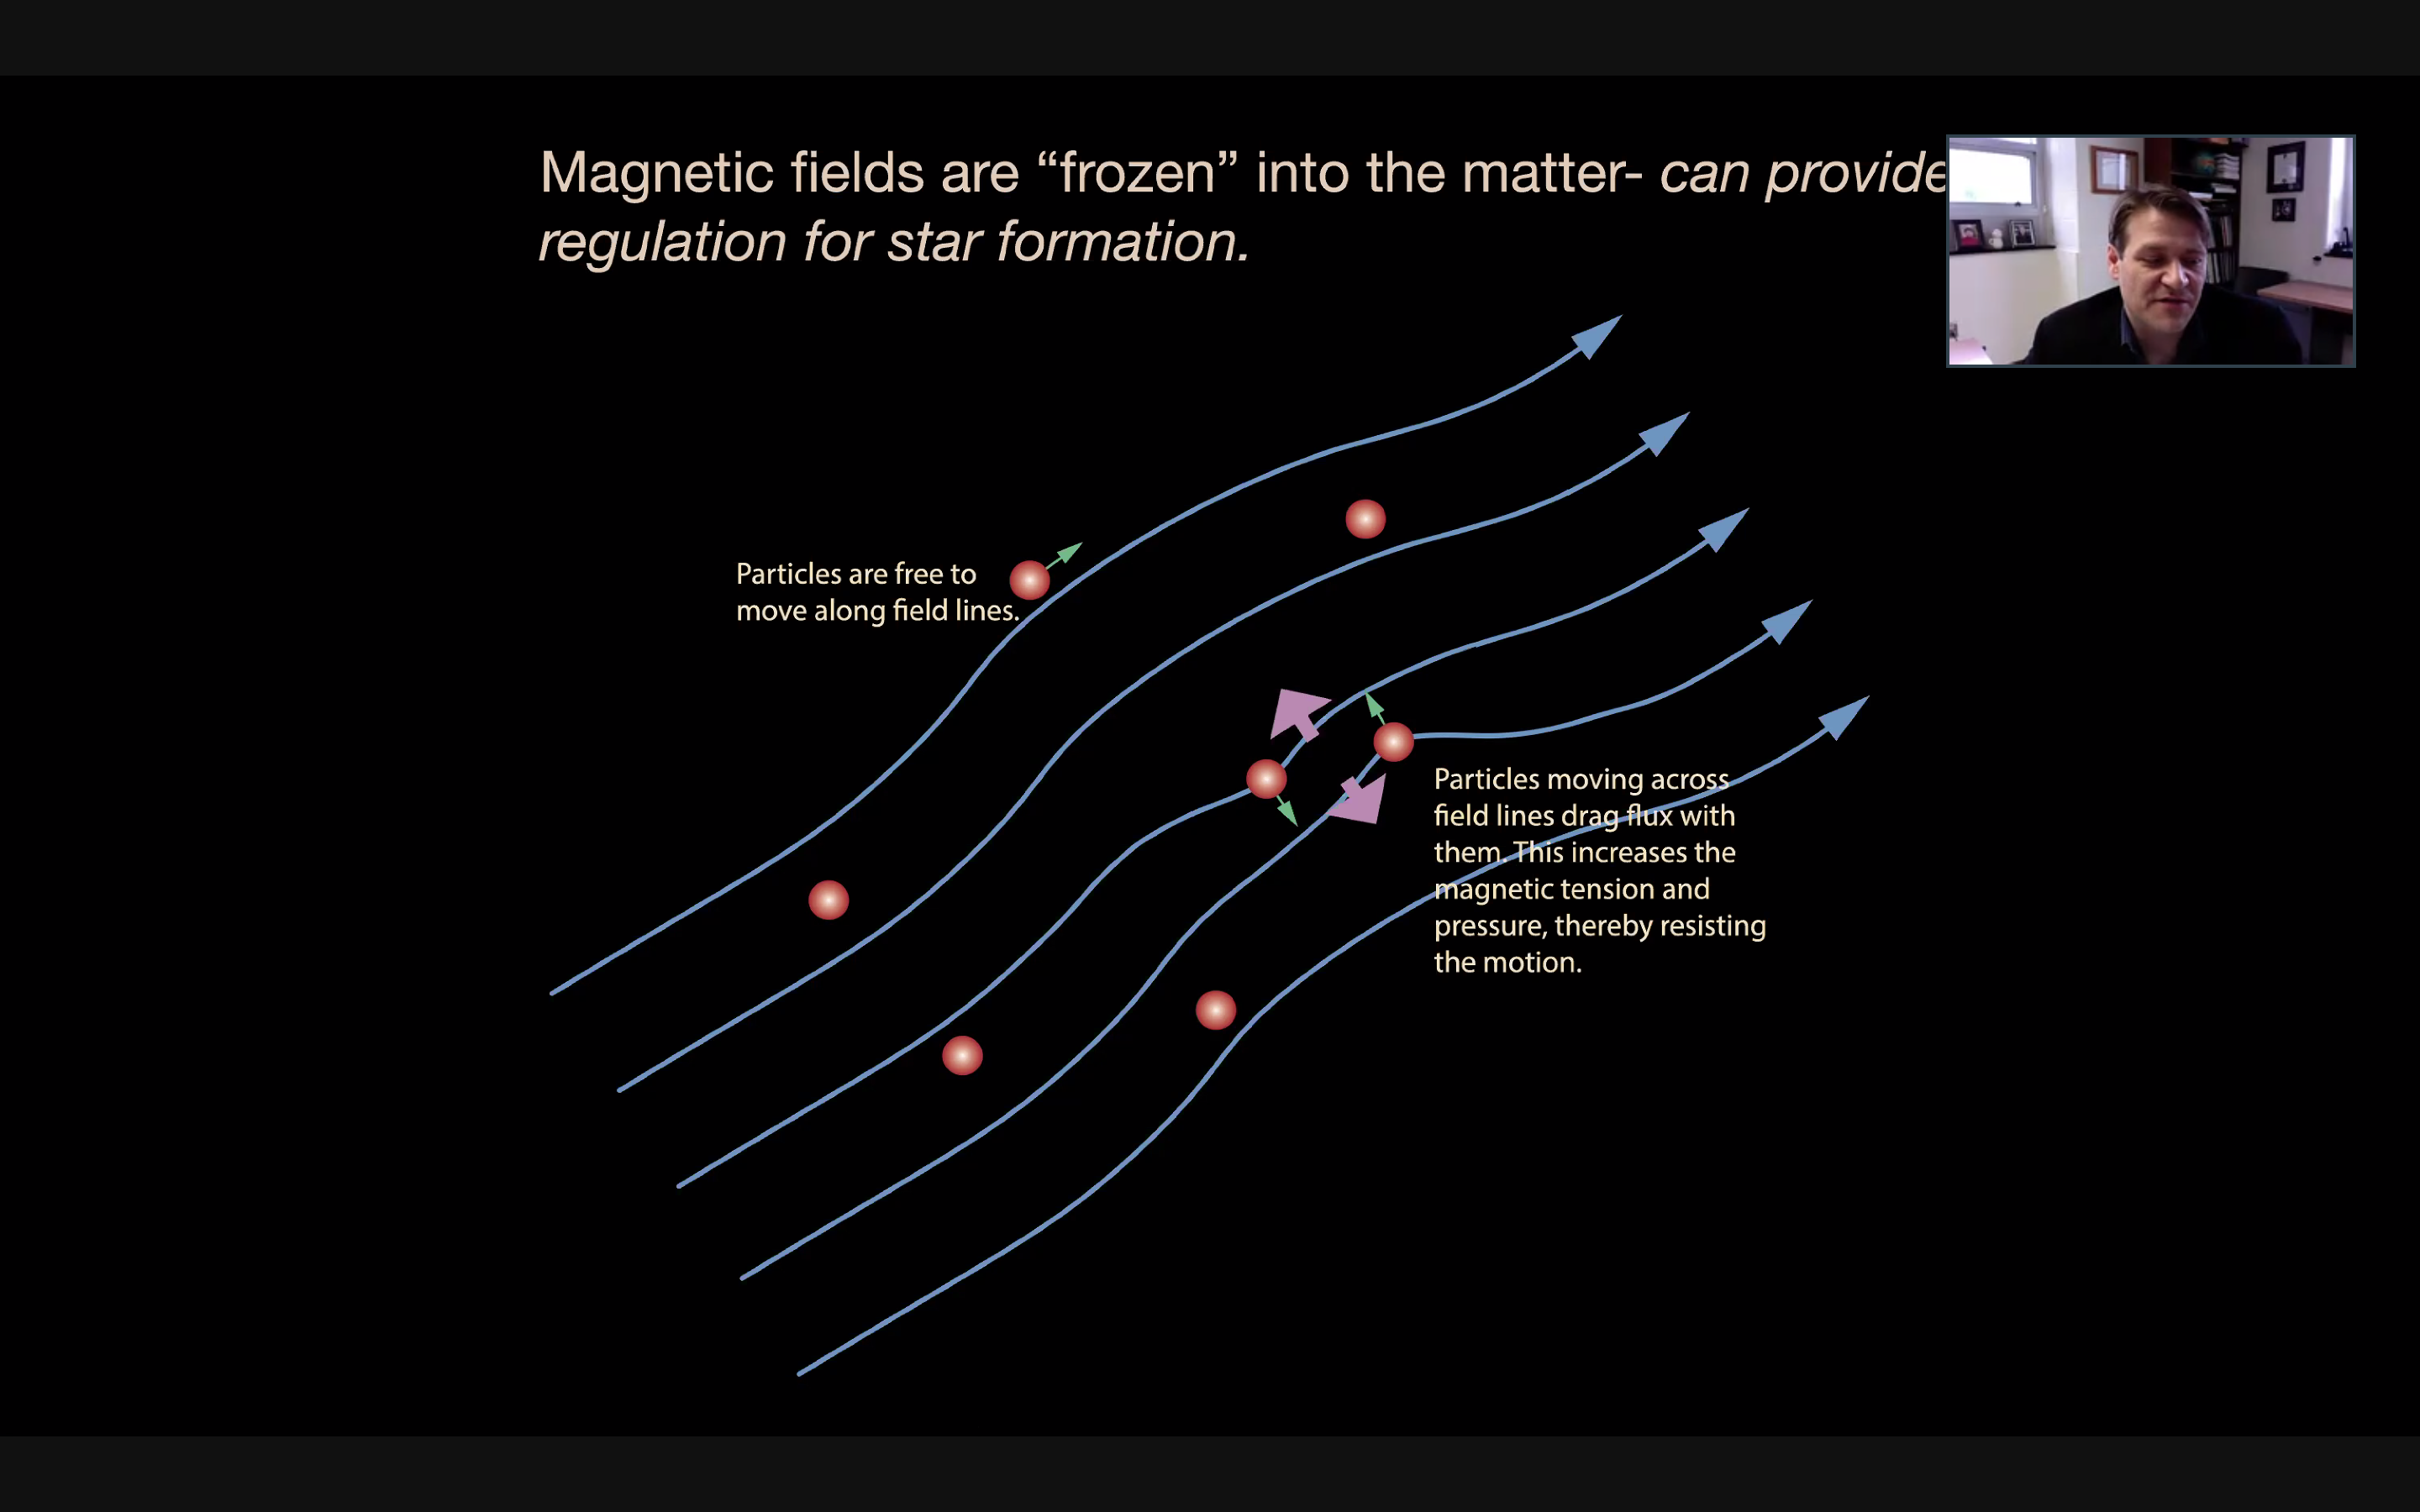 Magnetic fields are “frozen” into the matter- can provide
regulation for star formation.
Particles are free to
move along field lines.
Particles moving across
field lines drag flux with
them. This increases the
magnetic tension and
pressure, thereby resisting
the motion.